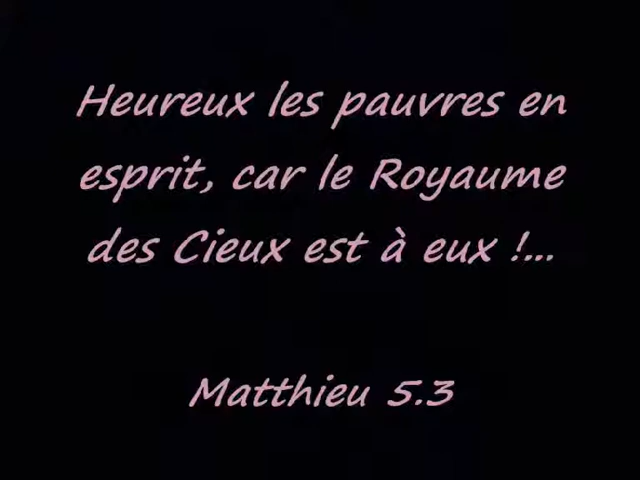 Heureux les pauvres en
esprit, car le Royaume
des Cieux est à eux !...
Matthieu 5.3